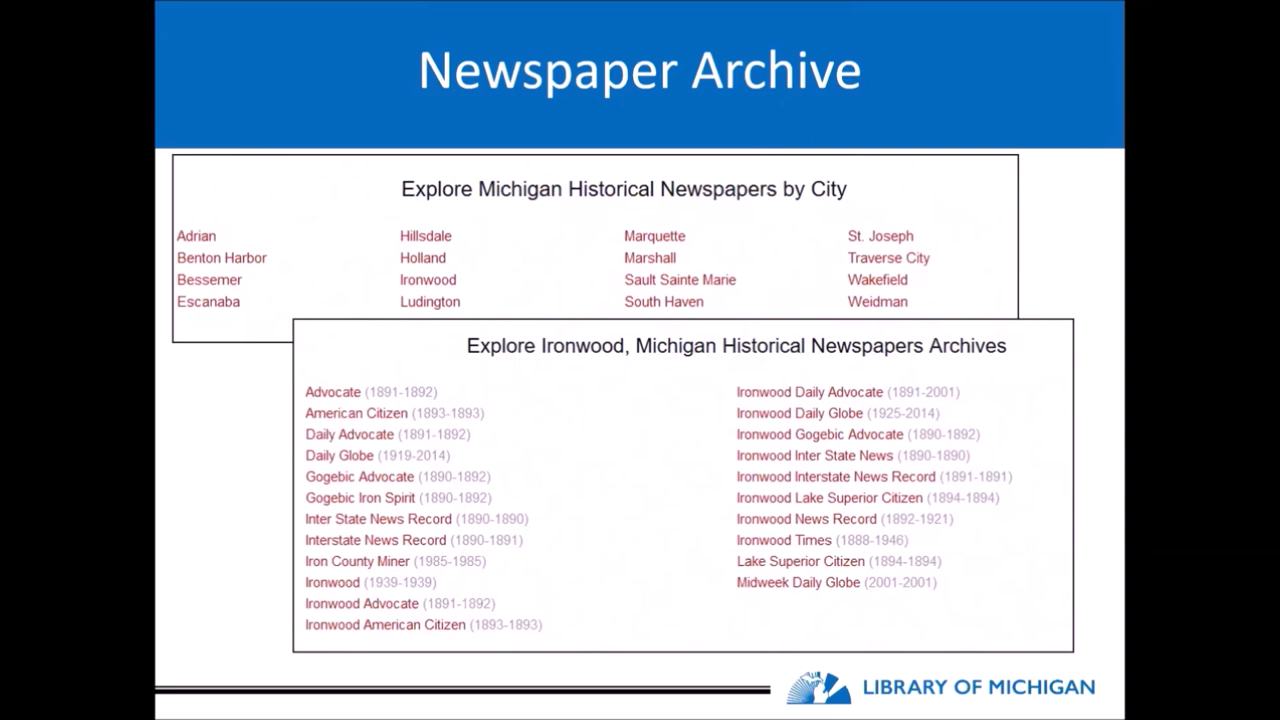 Newspaper Archive
Explore Michigan Historical Newspapers by City
Adrian
Benton Harbor
Bessemer
Escanaba
Hillsdale
Holland
Ironwood
Ludington
Marquette
Marshall
Sault Sainte Marie
South Haven
St. Joseph
Traverse City
Wakefield
Weidman
Explore Ironwood, Michigan Historical Newspapers Archives
Advocate (1891-1892)
American Citizen (1893-1893)
Daily Advocate (1891-1892)
Daily Globe (1919-2014)
Gogebic Advocate (1890-1892)
Gogebic Iron Spirit (1890-1892)
Inter State News Record (1890-1890)
Interstate News Record (1890-1891)
Iron County Miner (1985-1985)
Ironwood (1939-1939)
Ironwood Advocate (1891-1892)
Ironwood American Citizen (1893-1893)
Ironwood Daily Advocate (1891-2001)
Ironwood Daily Globe (1925-2014)
Ironwood Gogebic Advocate (1890-1892)
Ironwood Inter State News (1890-1890)
Ironwood Interstate News Record (1891-1891)
Ironwood Lake Superior Citizen (1894-1894)
Ironwood News Record (1892-1921)
Ironwood Times (1888-1946)
Lake Superior Citizen (1894-1894)
Midweek Daily Globe (2001-2001)
LIBRARY OF MICHIGAN